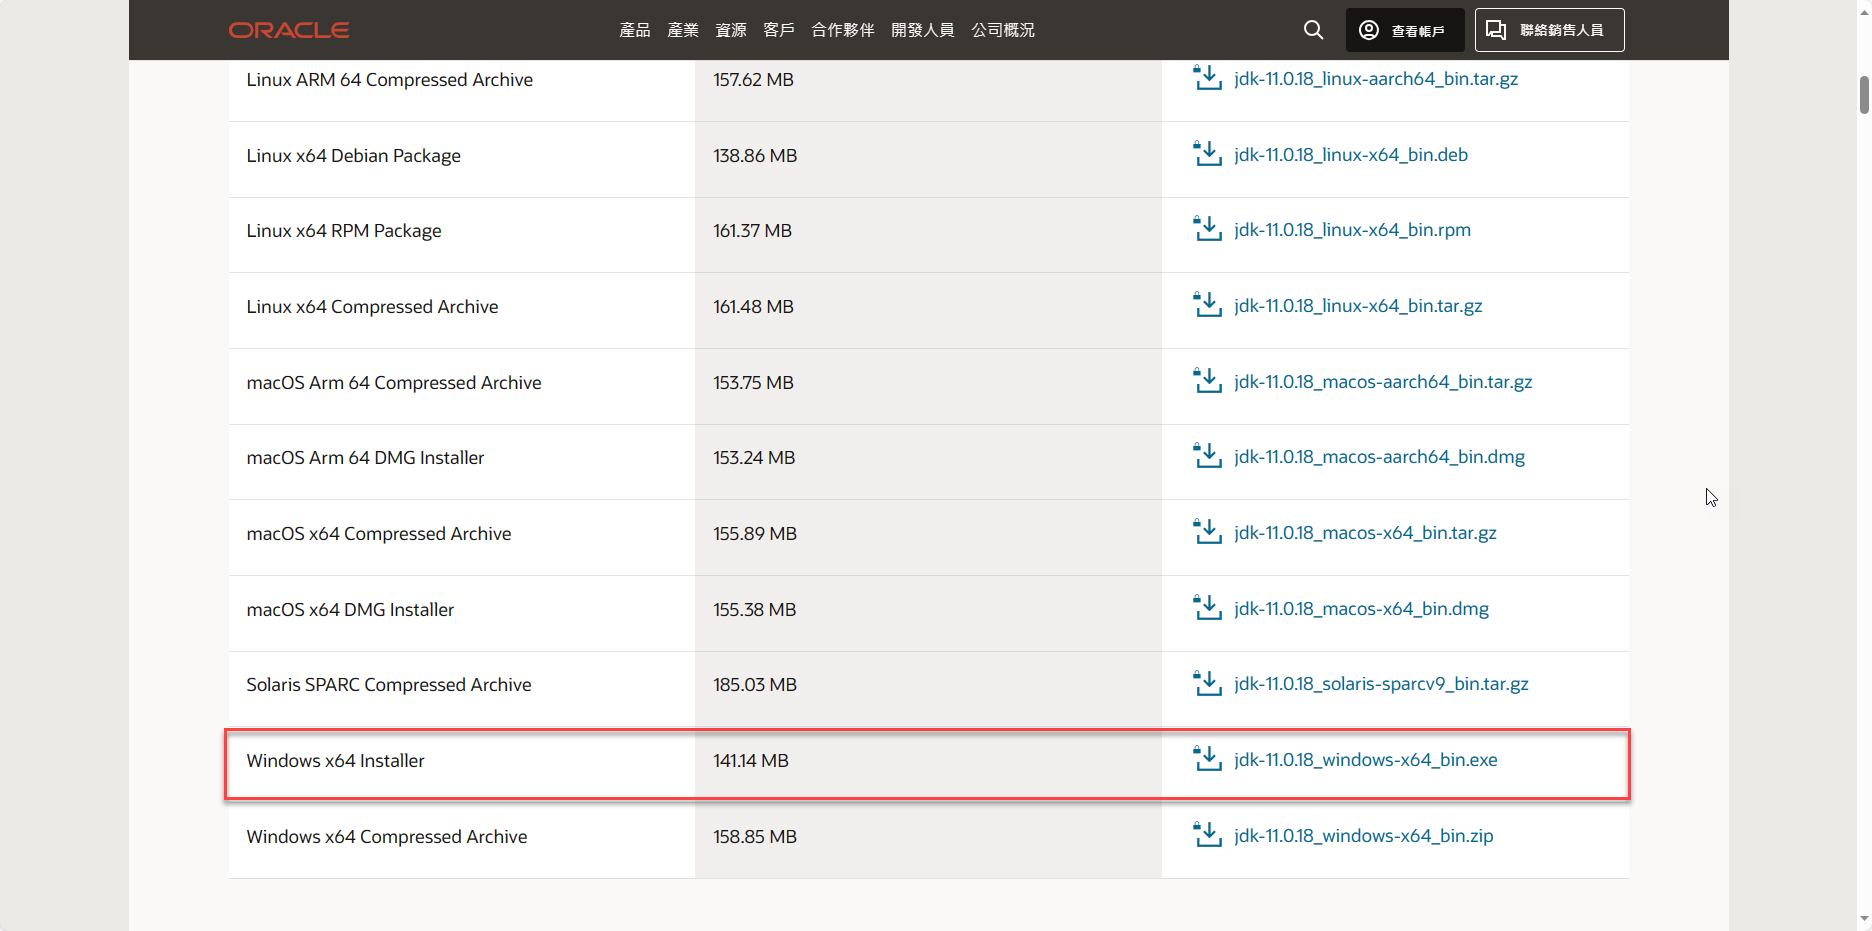 ORACLE 產品 產業 資源 客戶 合作夥伴 開發人員 公司概況 查看帳戶 聯絡銷售人員
Linux ARM 64 Compressed Archive 157.62 MB jdk-11.0.18_linux-aarch64_bin.tar.gz
Linux x64 Debian Package 138.86 MB jdk-11.0.18_linux-x64_bin.deb
Linux x64 RPM Package 161.37 MB jdk-11.0.18_linux-x64_bin.rpm
Linux x64 Compressed Archive 161.48 MB jdk-11.0.18_linux-x64_bin.tar.gz
macOS Arm 64 Compressed Archive 153.75 MB jdk-11.0.18_macos-aarch64_bin.tar.gz
macOS Arm 64 DMG Installer 153.24 MB jdk-11.0.18_macos-aarch64_bin.dmg
macOS x64 Compressed Archive 155.89 MB jdk-11.0.18_macos-x64_bin.tar.gz
macOS x64 DMG Installer 155.38 MB jdk-11.0.18_macos-x64_bin.dmg
Solaris SPARC Compressed Archive 185.03 MB jdk-11.0.18_solaris-sparcv9_bin.tar.gz
Windows x64 Installer 141.14 MB jdk-11.0.18_windows-x64_bin.exe
Windows x64 Compressed Archive 158.85 MB jdk-11.0.18_windows-x64_bin.zip